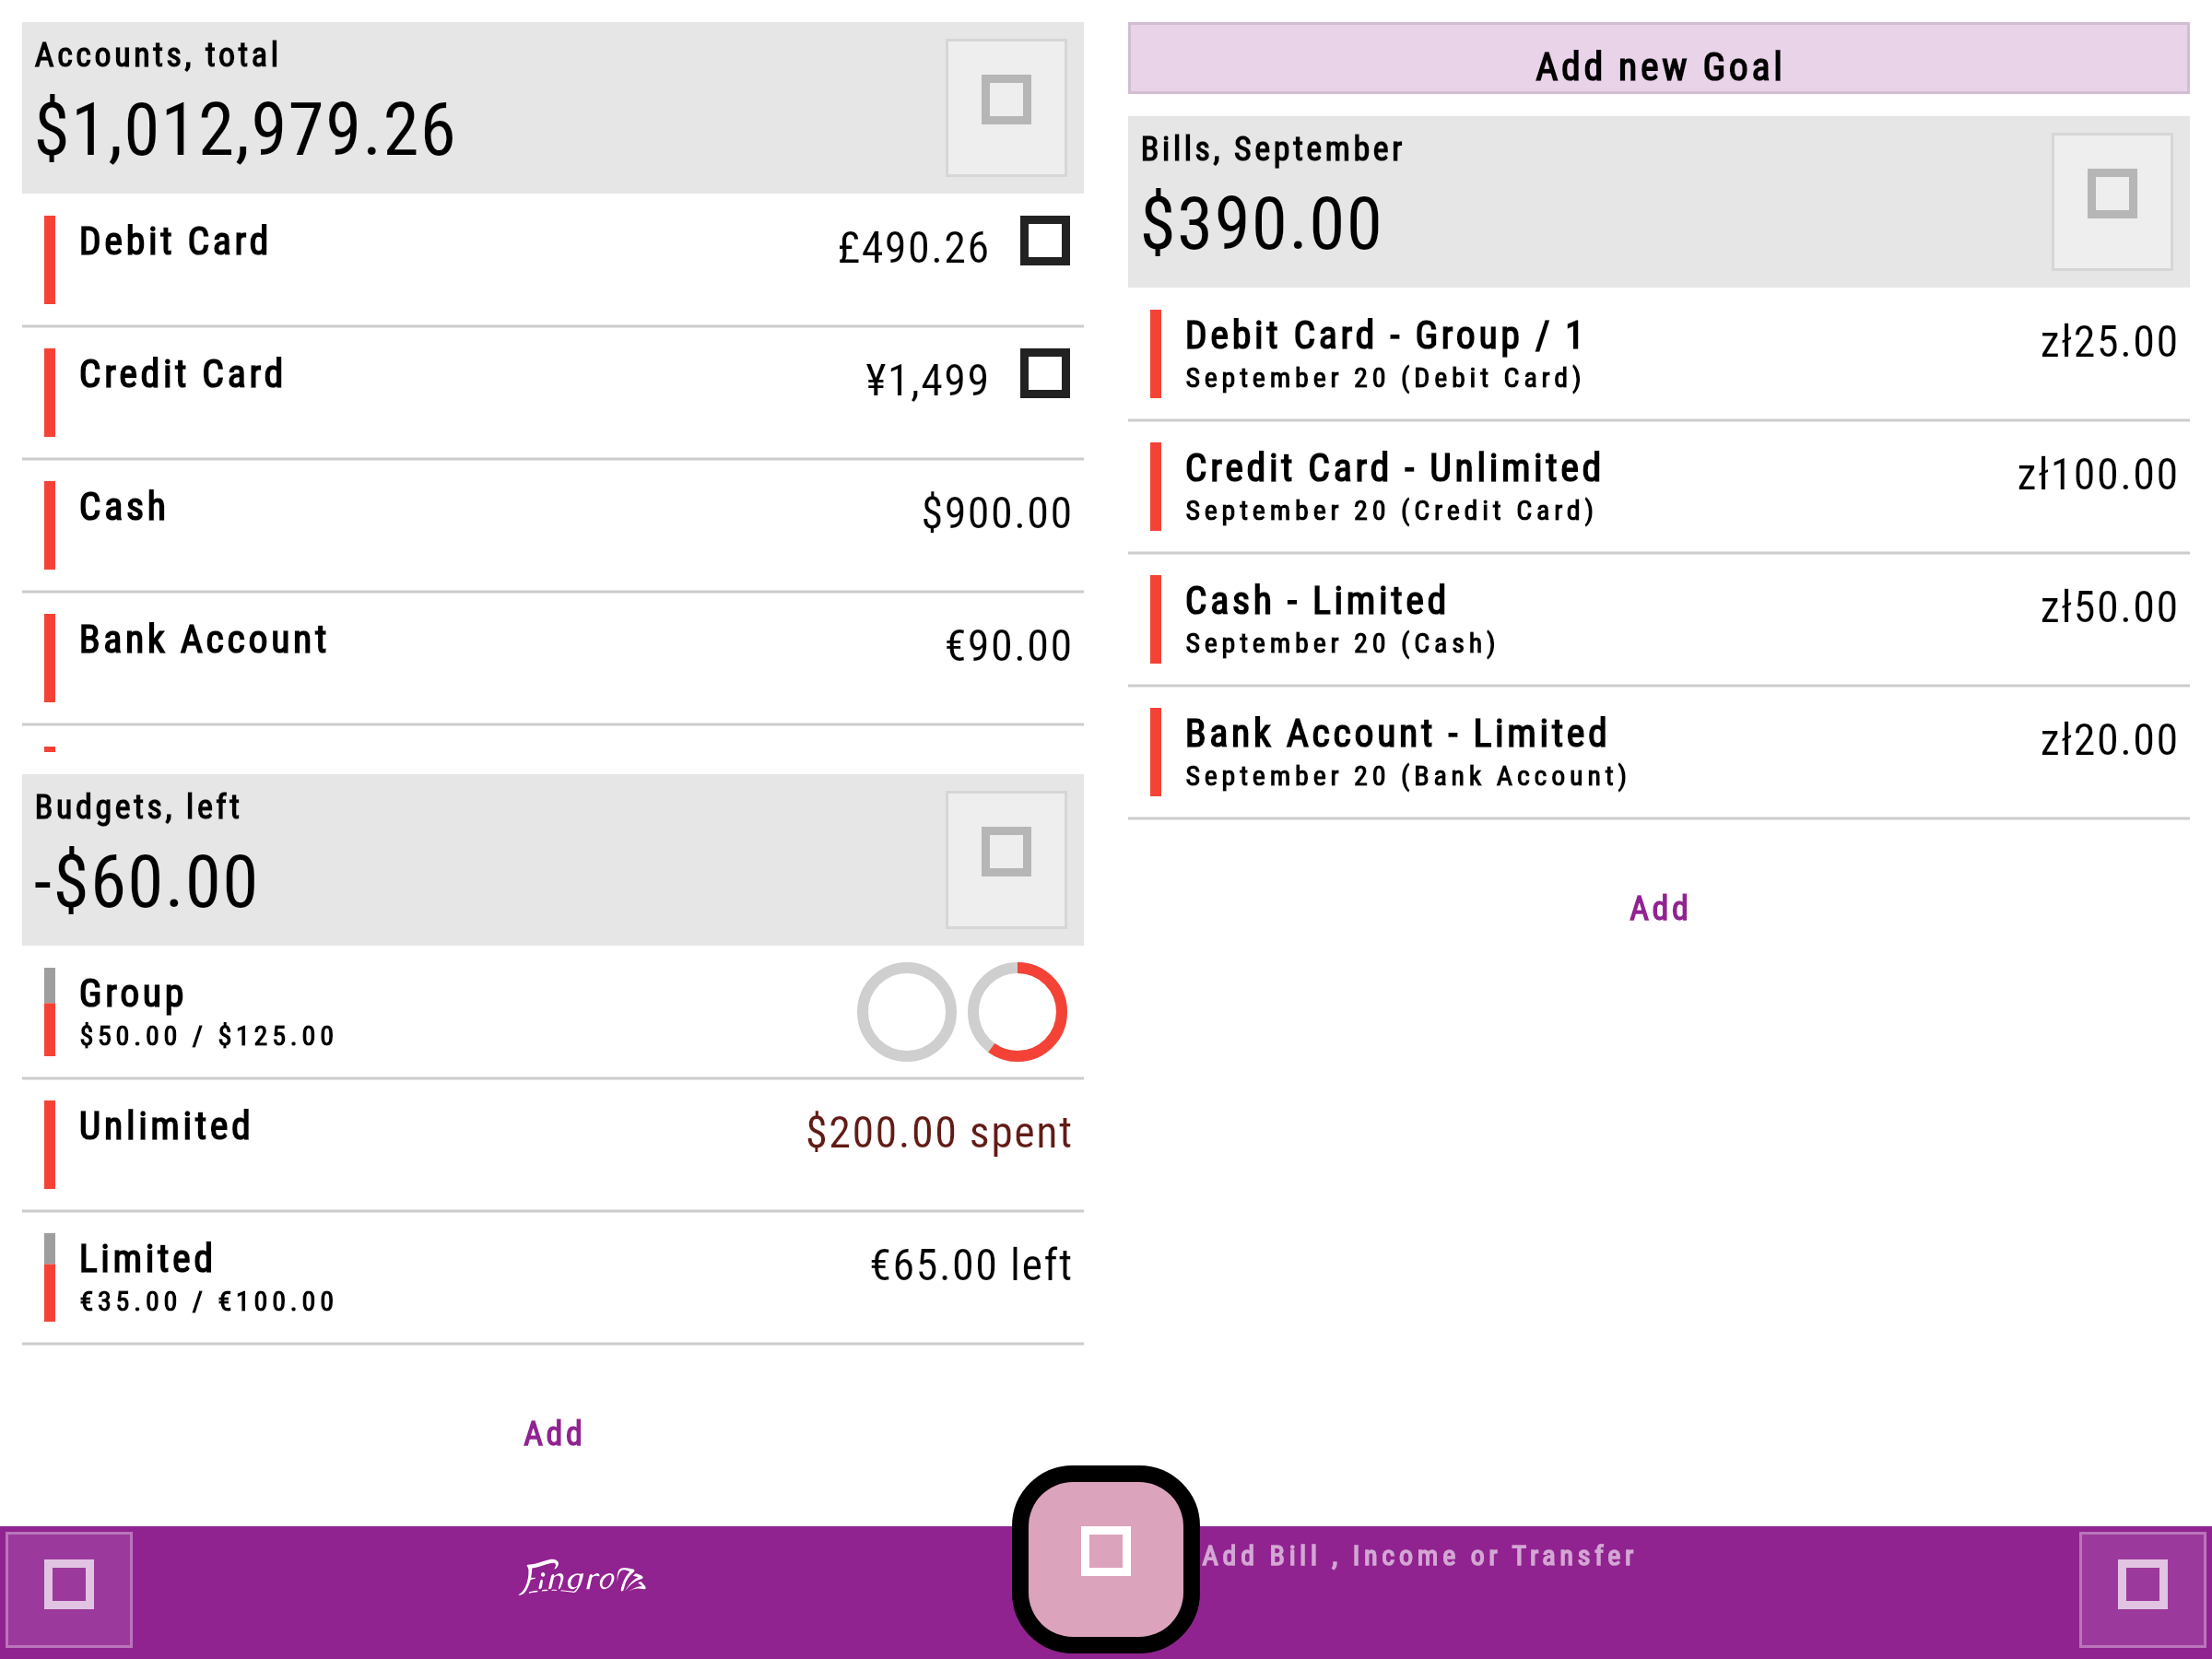 Accounts, total
$1,012,979.26
Debit Card
£490.26
Credit Card
¥1,499
Cash
$900.00
Bank Account
€90.00
Budgets, left
-$60.00
Group
$50.00 / $125.00
Unlimited
$200.00 spent
Limited
€35.00 / €100.00
€65.00 left
Add
Add new Goal
Bills, September
$390.00
Debit Card - Group / 1
September 20 (Debit Card)
zł25.00
Credit Card - Unlimited
September 20 (Credit Card)
zł100.00
Cash - Limited
September 20 (Cash)
zł50.00
Bank Account - Limited
September 20 (Bank Account)
zł20.00
Add
Fingro
Add Bill , Income or Transfer